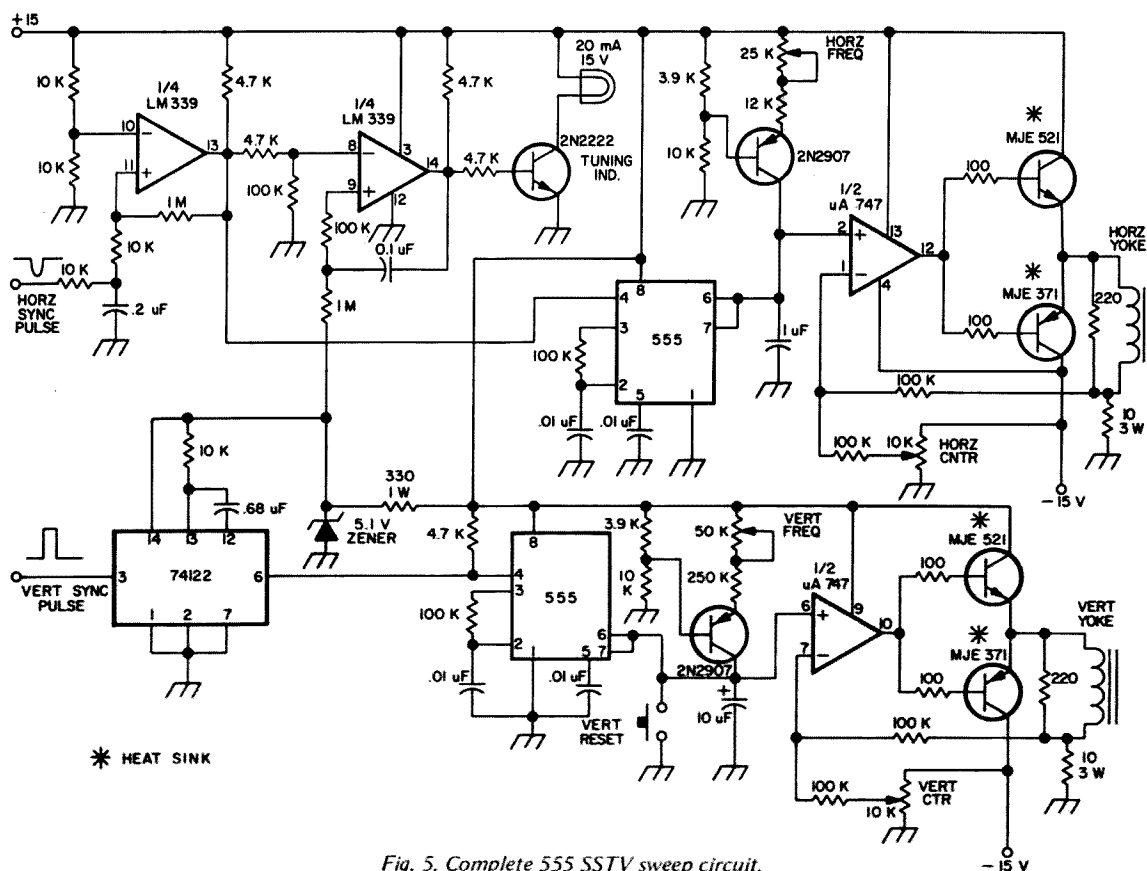 +15
10 K
1/4
LM 339
4.7 K
10
13
11
10 K
4.7 K
100 K
1 M
10 K
10 K
HORZ
SYNC
PULSE
.2 uF
1/4
LM 339
4.7 K
8
3
14
9
12
4.7 K
100 K
0.1 uF
1 M
20 mA
15 V
2N2222
TUNING
IND.
3.9 K
10 K
25 K
HORZ
FREQ
12 K
2N2907
8
4
6
3
7
555
2
5
1
100 K
.01 uF
.01 uF
1 uF
1/2
uA 747
2
13
12
1
4
100
100
MJE 521
MJE 371
HORZ
YOKE
220
100 K
100 K
10 K
HORZ
CNTR
10
3 W
- 15 V
10 K
.68 uF
14
13
12
3
74122
6
1
2
7
VERT SYNC
PULSE
5.1 V
ZENER
330
1 W
4.7 K
8
4
3
555
2
6
7
1
5
100 K
.01 uF
.01 uF
3.9 K
10
K
50 K
VERT
FREQ
250 K
2N2907
VERT
RESET
+
10 uF
1/2
uA 747
6
9
10
7
100
100
MJE 521
MJE 371
VERT
YOKE
220
100 K
100 K
10 K
VERT
CTR
10
3 W
- 15 V
* HEAT SINK
Fig. 5. Complete 555 SSTV sweep circuit.